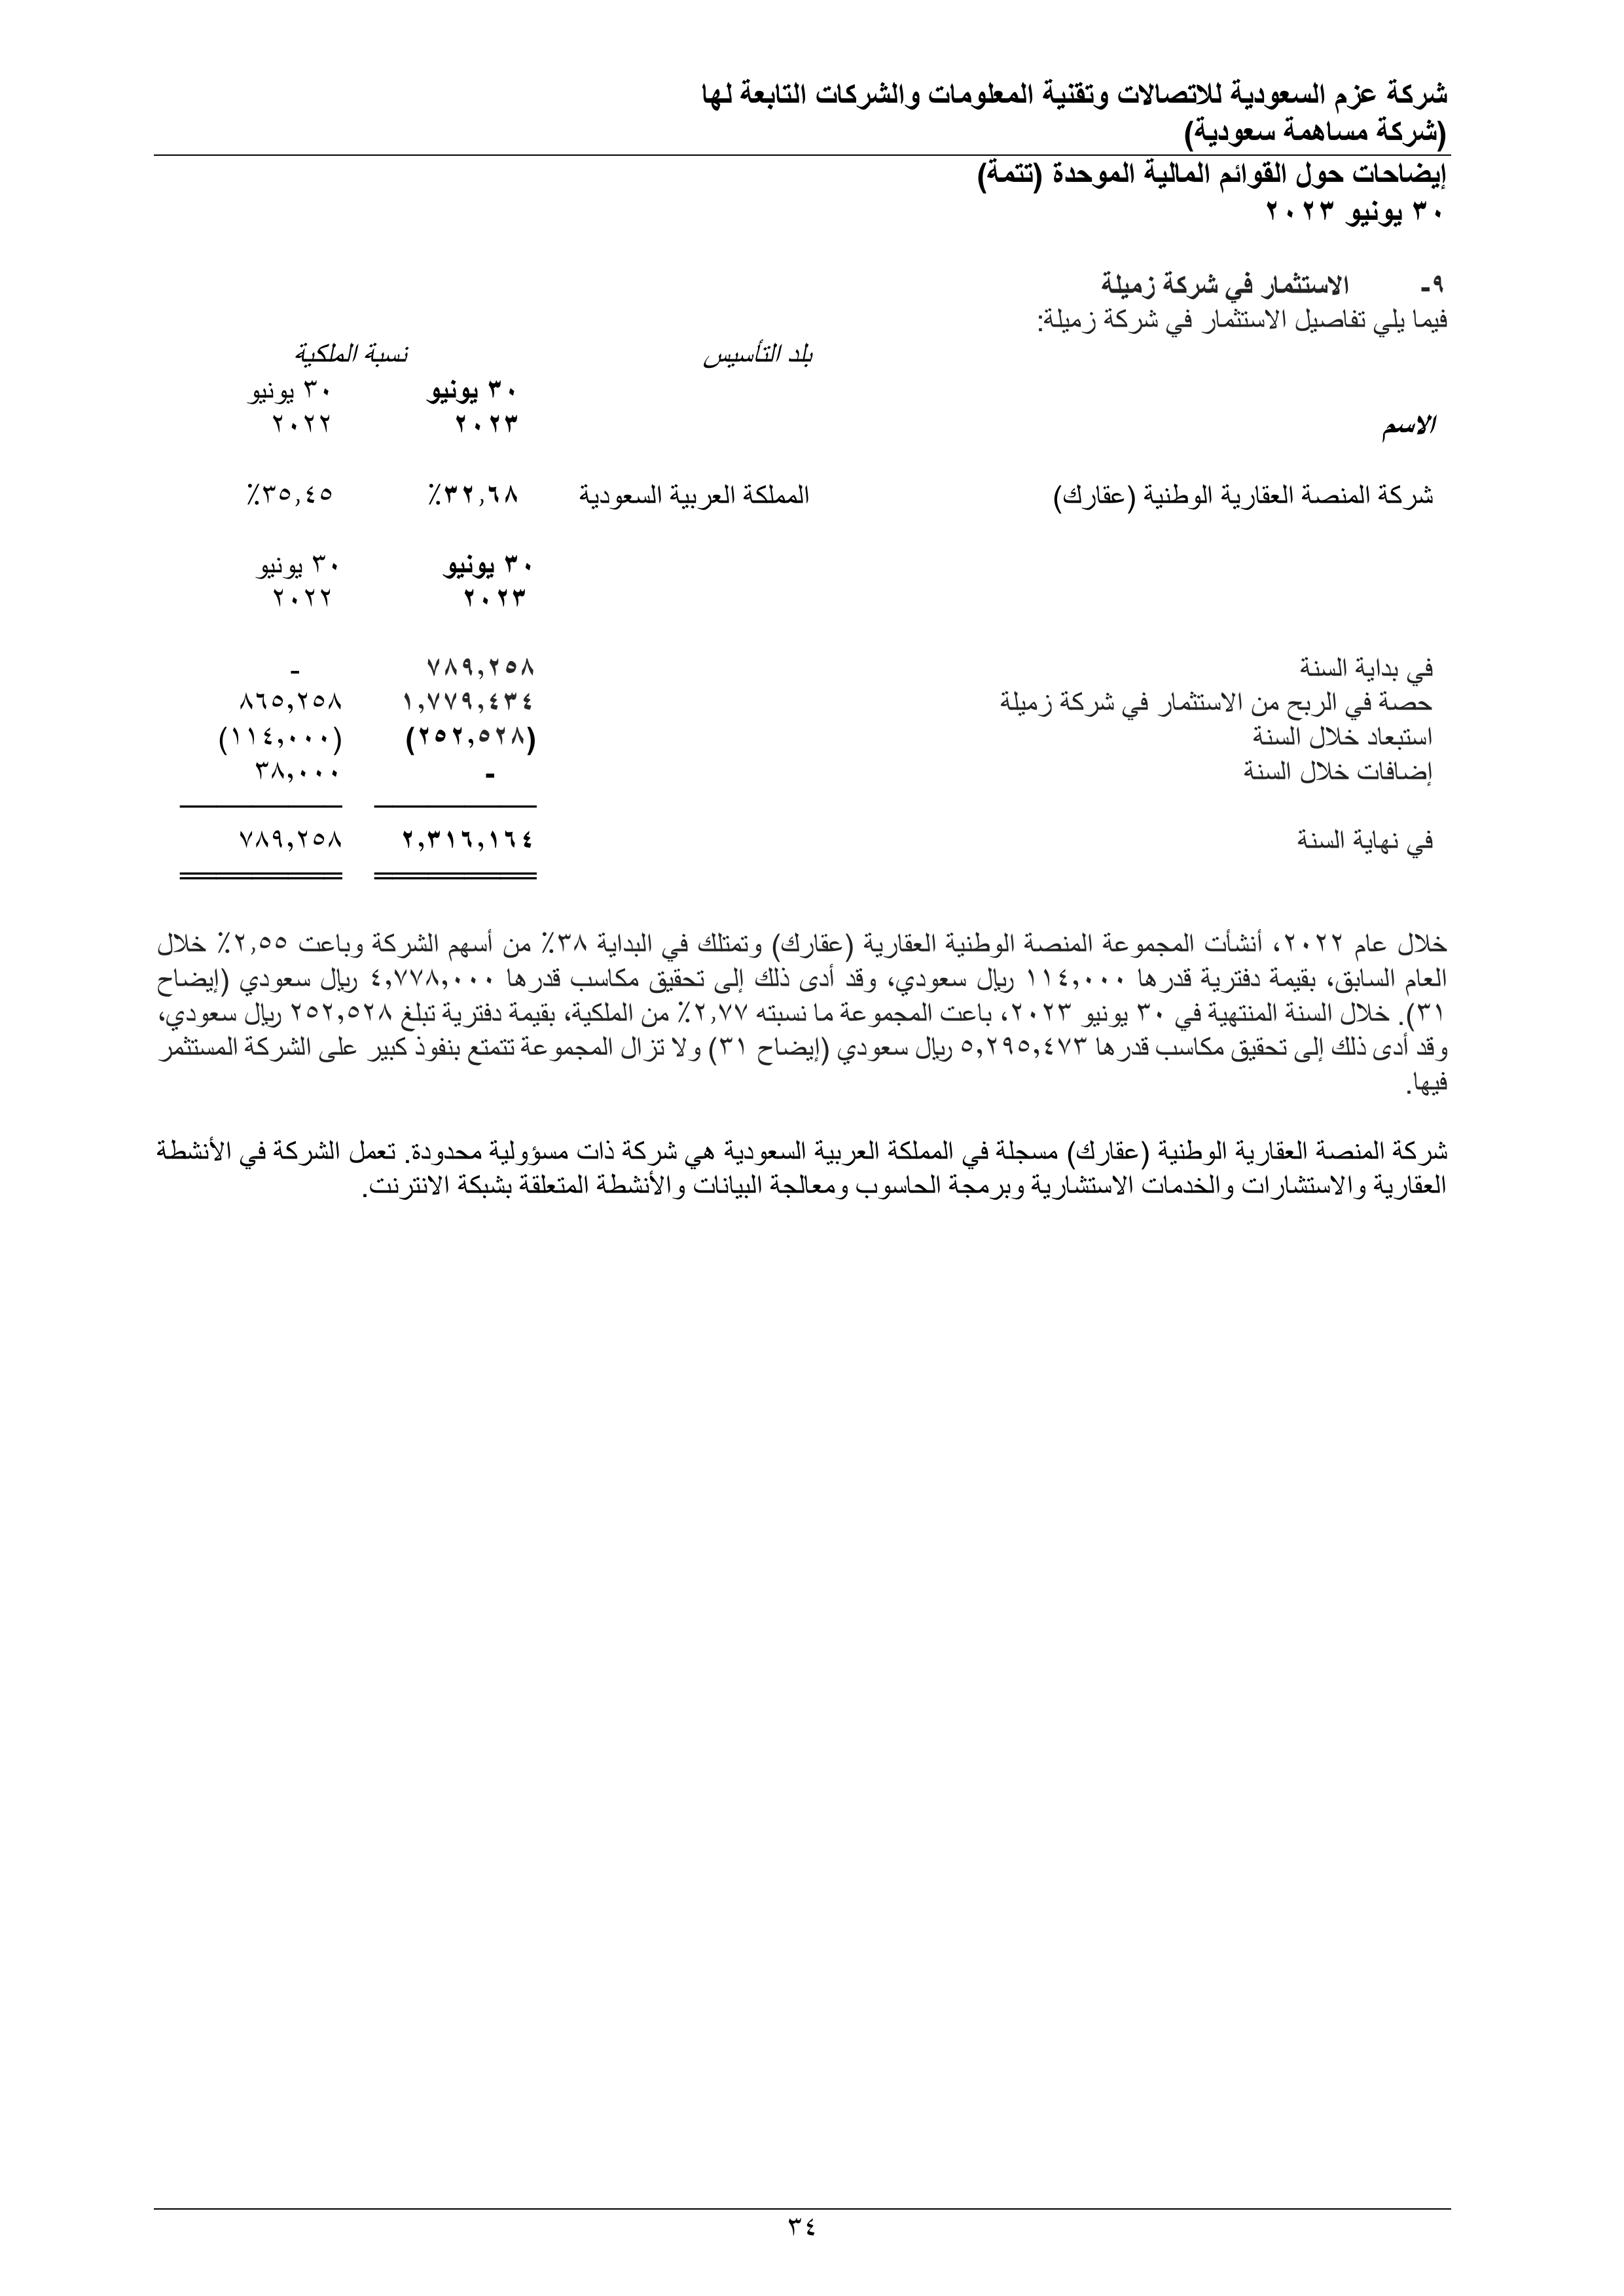 شركة عزم السعودية للاتصالات وتقنية المعلومات والشركات التابعة لها
(شركة مساهمة سعودية)
إيضاحات حول القوائم المالية الموحدة (تتمة)
٣٠ يونيو ٢٠٢٣
٩- الاستثمار في شركة زميلة
فيما يلي تفاصيل الاستثمار في شركة زميلة:
بلد التأسيس نسبة الملكية
٣٠ يونيو ٣٠ يونيو
الاسم ٢٠٢٣ ٢٠٢٢
شركة المنصة العقارية الوطنية (عقارك) المملكة العربية السعودية ٣٢,٦٨٪ ٣٥,٤٥٪
٣٠ يونيو ٣٠ يونيو
٢٠٢٣ ٢٠٢٢
في بداية السنة ٧٨٩,٢٥٨ -
حصة في الربح من الاستثمار في شركة زميلة ١,٧٧٩,٤٣٤ ٨٦٥,٢٥٨
استبعاد خلال السنة (٢٥٢,٥٢٨) (١١٤,٠٠٠)
إضافات خلال السنة - ٣٨,٠٠٠
في نهاية السنة ٢,٣١٦,١٦٤ ٧٨٩,٢٥٨
خلال عام ٢٠٢٢، أنشأت المجموعة المنصة الوطنية العقارية (عقارك) وتمتلك في البداية ٣٨٪ من أسهم الشركة وباعت ٢,٥٥٪ خلال
العام السابق، بقيمة دفترية قدرها ١١٤,٠٠٠ ريال سعودي، وقد أدى ذلك إلى تحقيق مكاسب قدرها ٤,٧٧٨,٠٠٠ ريال سعودي (إيضاح
٣١). خلال السنة المنتهية في ٣٠ يونيو ٢٠٢٣، باعت المجموعة ما نسبته ٢,٧٧٪ من الملكية، بقيمة دفترية تبلغ ٢٥٢,٥٢٨ ريال سعودي،
وقد أدى ذلك إلى تحقيق مكاسب قدرها ٥,٢٩٥,٤٧٣ ريال سعودي (إيضاح ٣١) ولا تزال المجموعة تتمتع بنفوذ كبير على الشركة المستثمر
فيها.
شركة المنصة العقارية الوطنية (عقارك) مسجلة في المملكة العربية السعودية هي شركة ذات مسؤولية محدودة. تعمل الشركة في الأنشطة
العقارية والاستشارات والخدمات الاستشارية وبرمجة الحاسوب ومعالجة البيانات والأنشطة المتعلقة بشبكة الانترنت.
٣٤